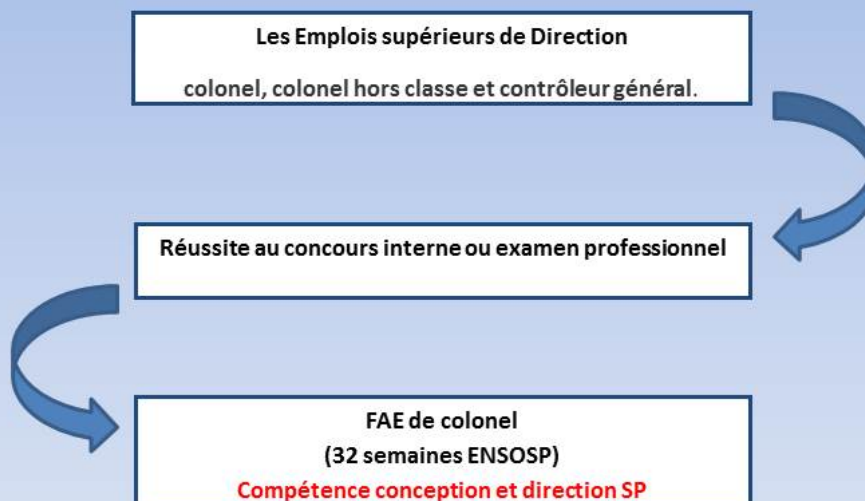 Les Emplois supérieurs de Direction
colonel, colonel hors classe et contrôleur général.
Réussite au concours interne ou examen professionnel
FAE de colonel
(32 semaines ENSOSP)
Compétence conception et direction SP